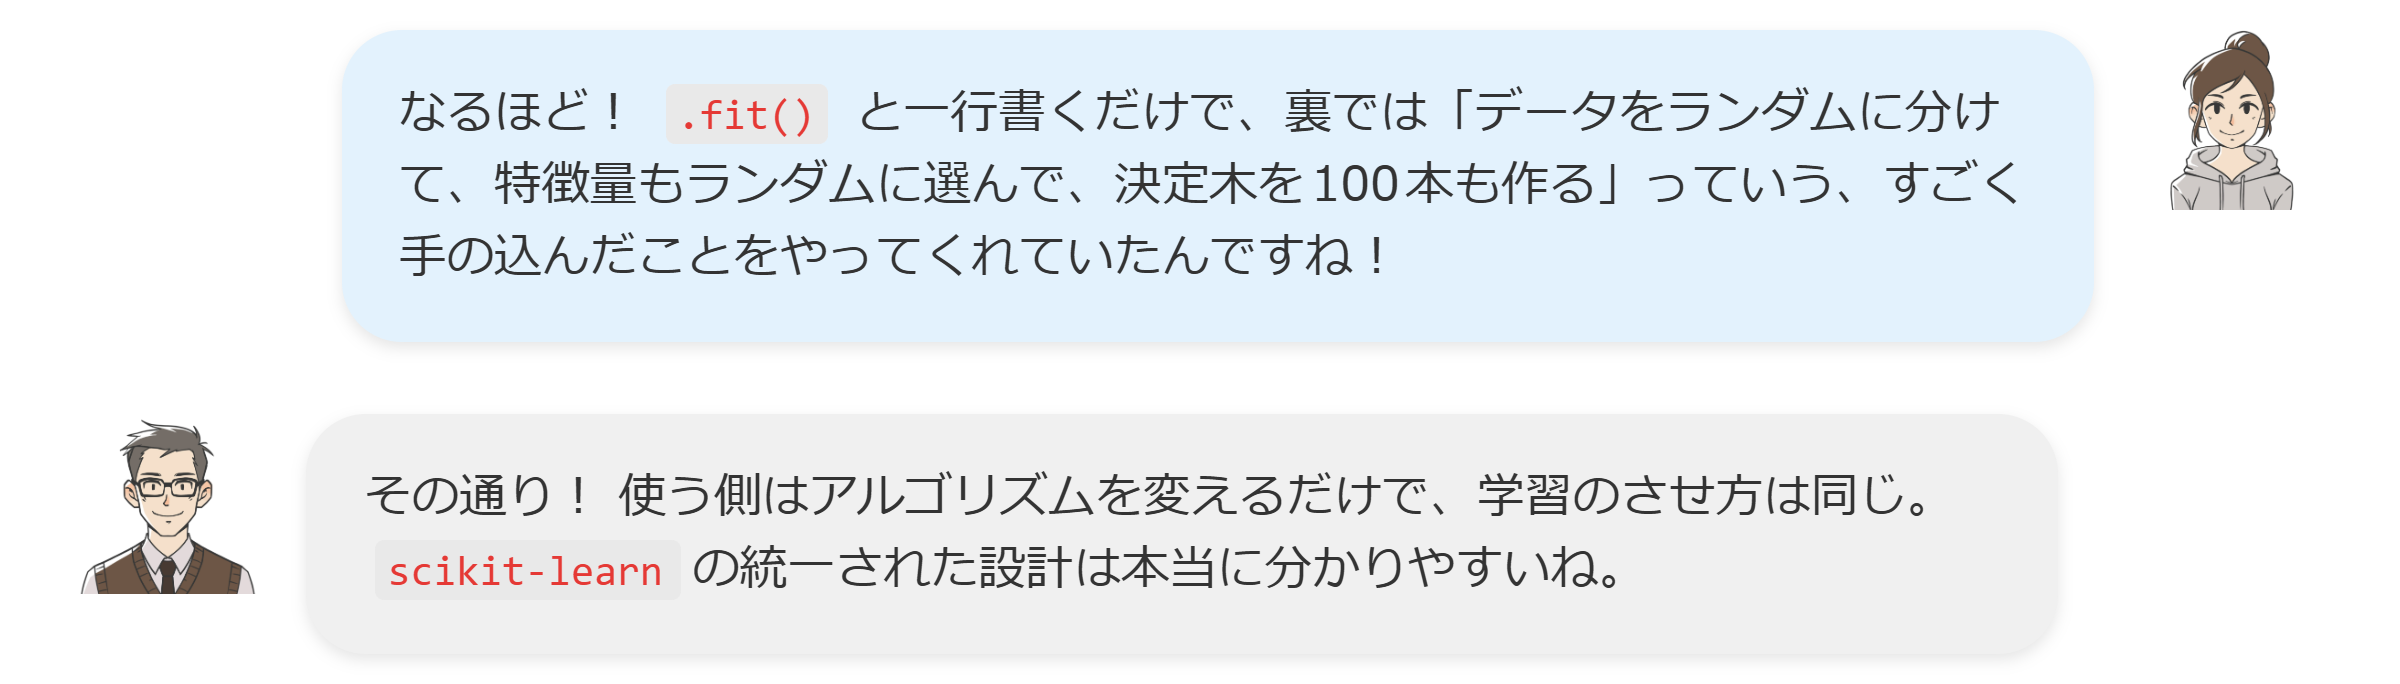 なるほど！ .fit() と一行書くだけで、裏では「データをランダムに分け
て、特徴量もランダムに選んで、決定木を100本も作る」っていう、すごく
手の込んだことをやってくれていたんですね！
その通り！ 使う側はアルゴリズムを変えるだけで、学習のさせ方は同じ。
scikit-learn の統一された設計は本当に分かりやすいね。